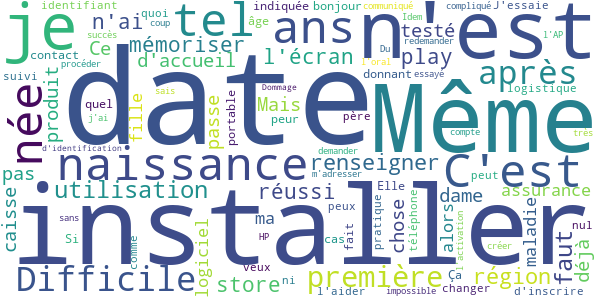 identifiant
quoi
coup
indiquée
bonjour
communiqué
compliqué
J'essaie
je
n'ai
tel
âge
Idem
redemander
n'est
l'AP
succès
Ce
mémoriser
ans
testé
procéder
contact
d'accueil
l'écran
Du
l'oral
play
après
suivi
date
donnant
essayé
logistique
née
produit
quel
j'ai
fille
sais
passe
portable
Dommage
Mais
peur
père
Même
compte
très
d'identification
naissance
demander
m'adresser
renseigner
C'est
peut
pas
utilisation
réussi
Elle
dame
assurance
caisse
installer
sans
Si
comme
logiciel
ma
HP
veux
peux
cas
fait
pratique
chose
téléphone
alors
l'activation
Ça
créer
maladie
faut
nul
déjà
Difficile
store
ni
première
l'aider
impossible
région
changer
d'inscrire